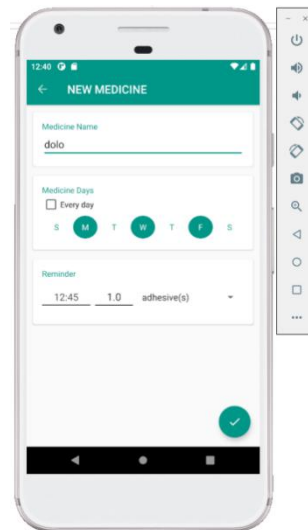 12:40
NEW MEDICINE
Medicine Name
dolo
Medicine Days
Every day
S M T W T F S
Reminder
12:45 1.0 adhesive(s)